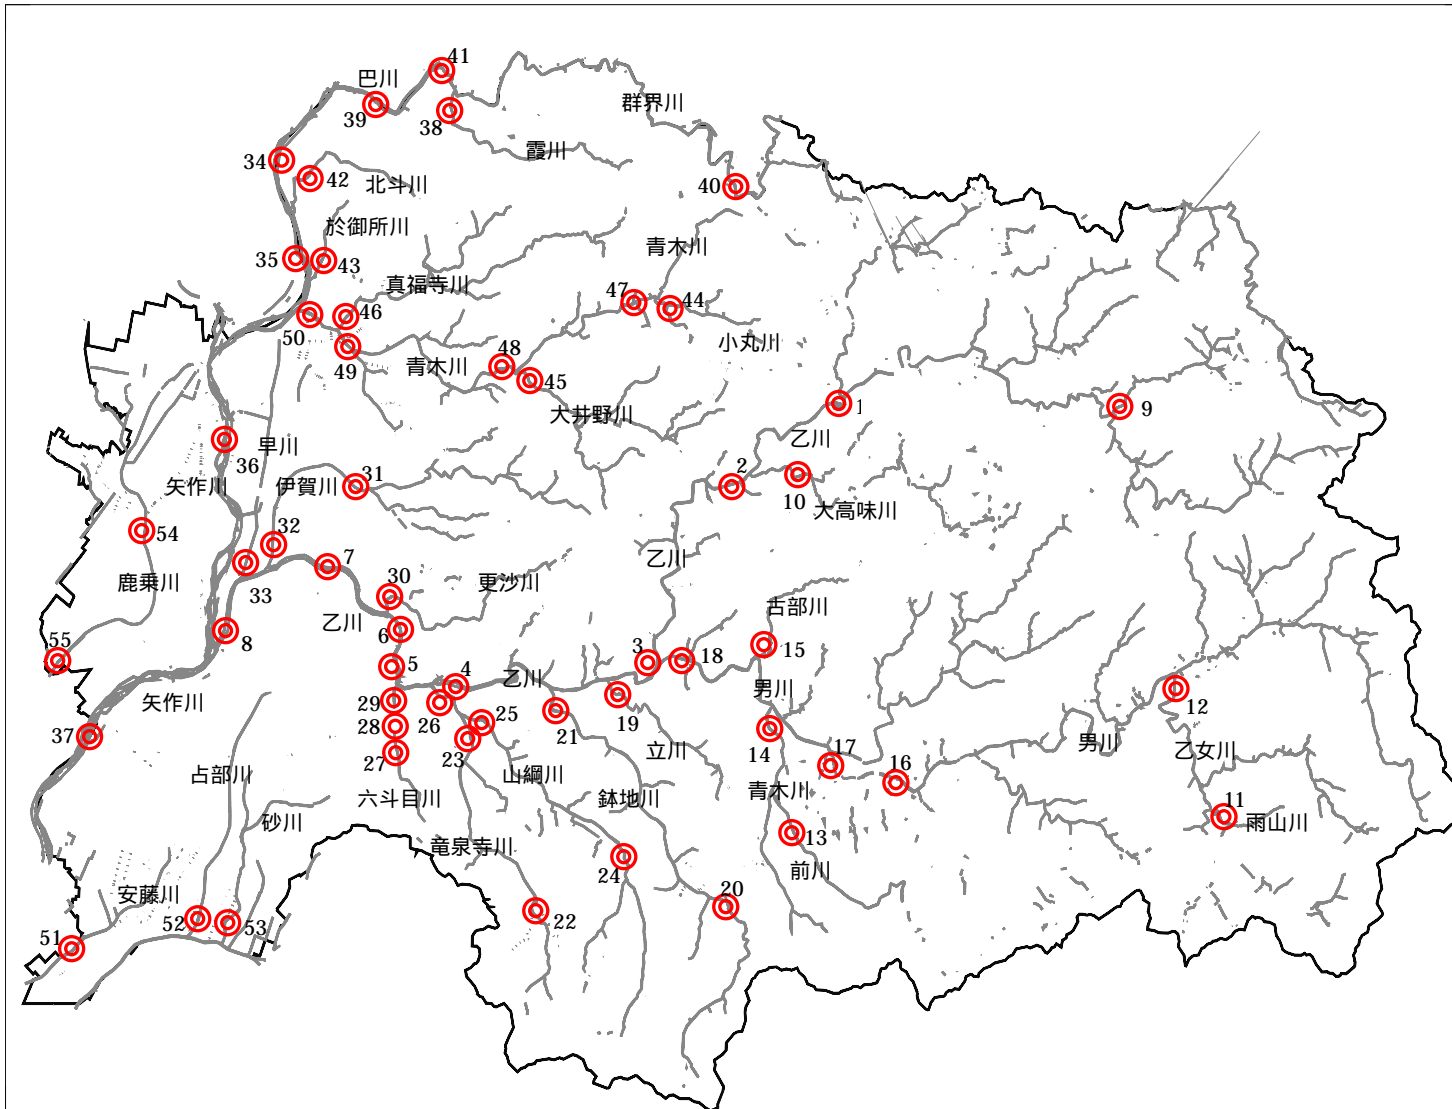 41
巴川
39
38
群界川
霞川
34
42
北斗川
40
於御所川
35
43
青木川
真福寺川
47
44
46
50
小丸川
49
48
青木川
45
大井野川
1
9
乙川
早川
36
2
矢作川
伊賀川
31
10
大高味川
32
54
7
乙川
鹿乗川
30
更沙川
33
古部川
乙川
8
6
55
3
18
15
5
4
乙川
男川
矢作川
29
12
26
25
19
37
28
21
14
男川
23
立川
乙女川
27
17
占部川
山綱川
16
六斗目川
鉢地川
青木川
11
砂川
雨山川
13
竜泉寺川
24
前川
安藤川
20
52
53
22
51